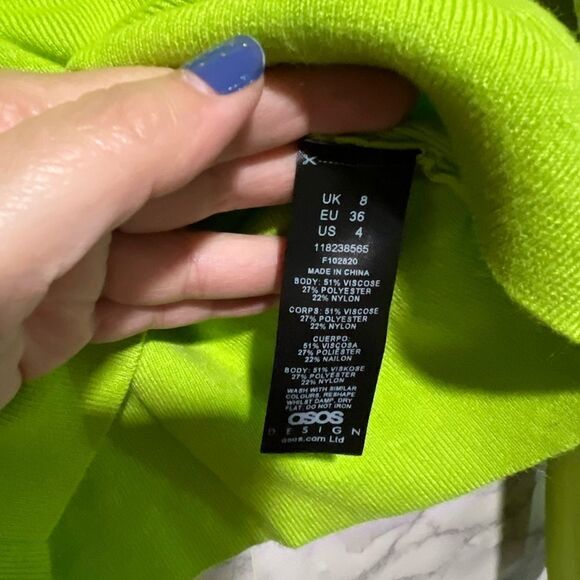 UK 8
EU 36
US 4
118238565
F102820
MADE IN CHINA
BODY: 51% VISCOSE
27% POLYESTER
22% NYLON
CORPS: 51% VISCOSE
27% POLYESTER
22% NYLON
CUERPO:
51% VISCOSA
27% POLIÉSTER
22% NAILON
BODY: 51% VISKOSE
27% POLYESTER
22% NYLON
WASH WITH SIMILAR
COLOURS, RESHAPE
WHILST DAMP, DRY
FLAT, DO NOT IRON
asos
DESIGN
asos.com Ltd